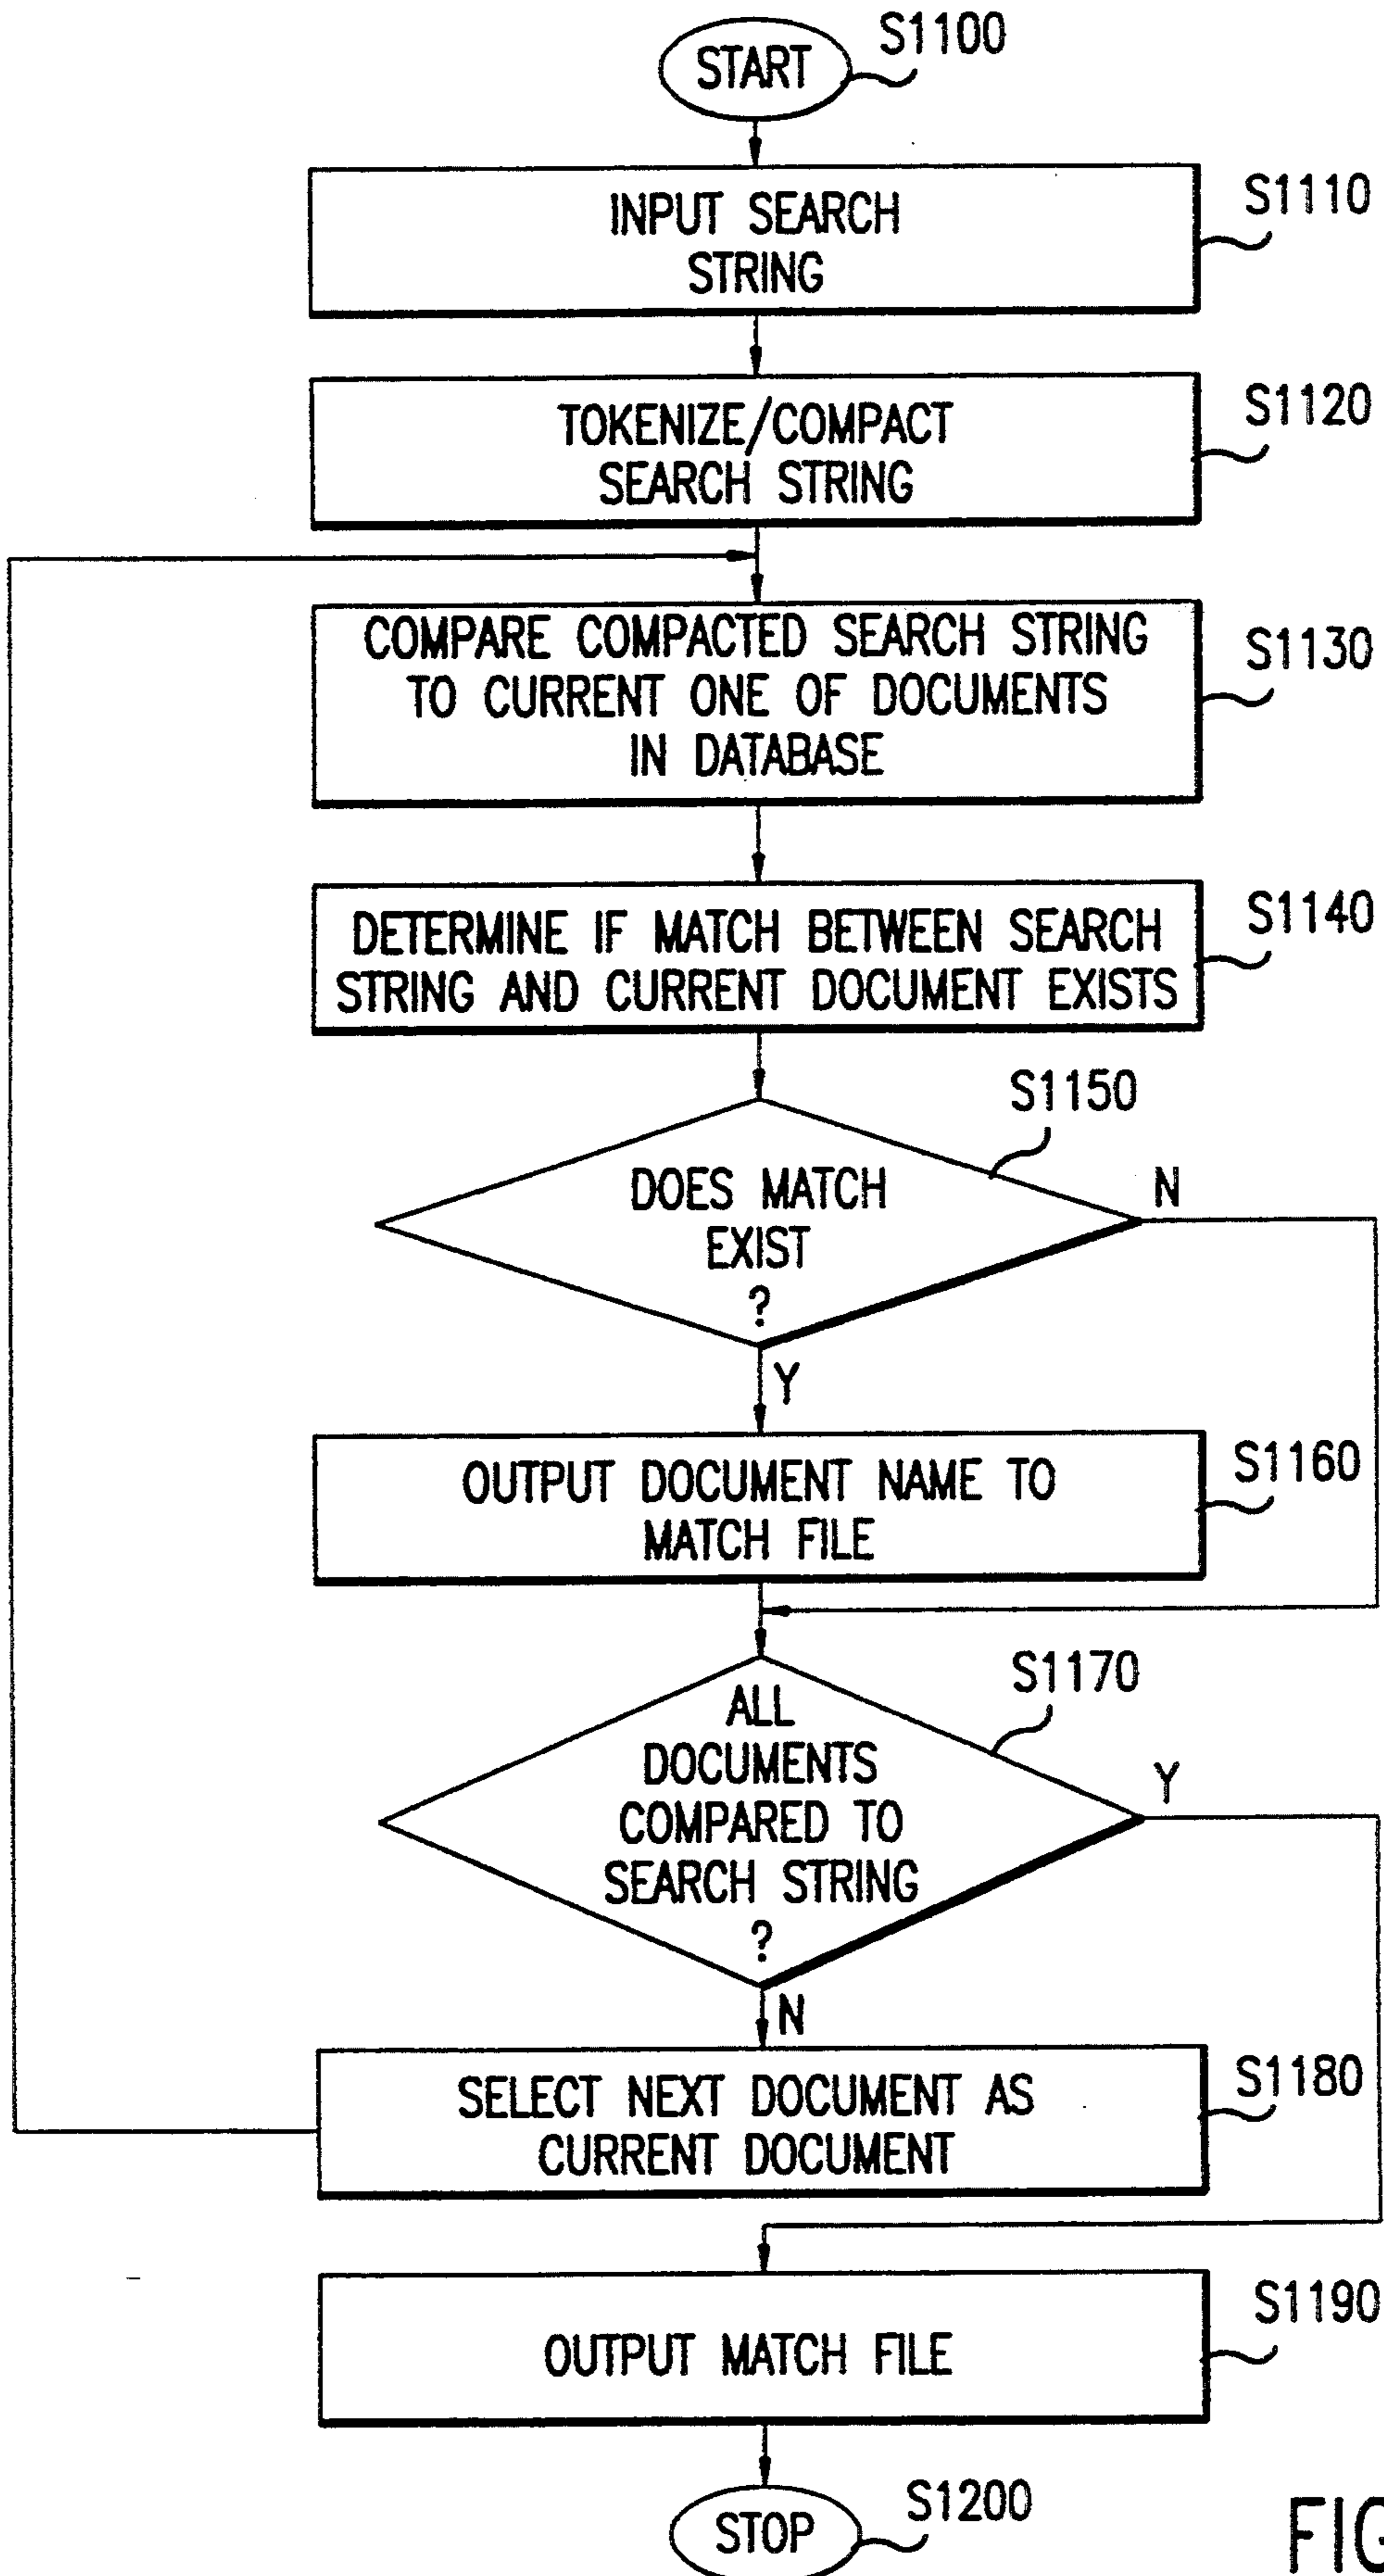 START
S1100
INPUT SEARCH
STRING
S1110
TOKENIZE/COMPACT
SEARCH STRING
S1120
COMPARE COMPACTED SEARCH STRING
TO CURRENT ONE OF DOCUMENTS
IN DATABASE
S1130
DETERMINE IF MATCH BETWEEN SEARCH
STRING AND CURRENT DOCUMENT EXISTS
S1140
S1150
DOES MATCH
EXIST
?
N
Y
OUTPUT DOCUMENT NAME TO
MATCH FILE
S1160
S1170
ALL
DOCUMENTS
COMPARED TO
SEARCH STRING
?
Y
N
SELECT NEXT DOCUMENT AS
CURRENT DOCUMENT
S1180
OUTPUT MATCH FILE
S1190
STOP
S1200
FIG